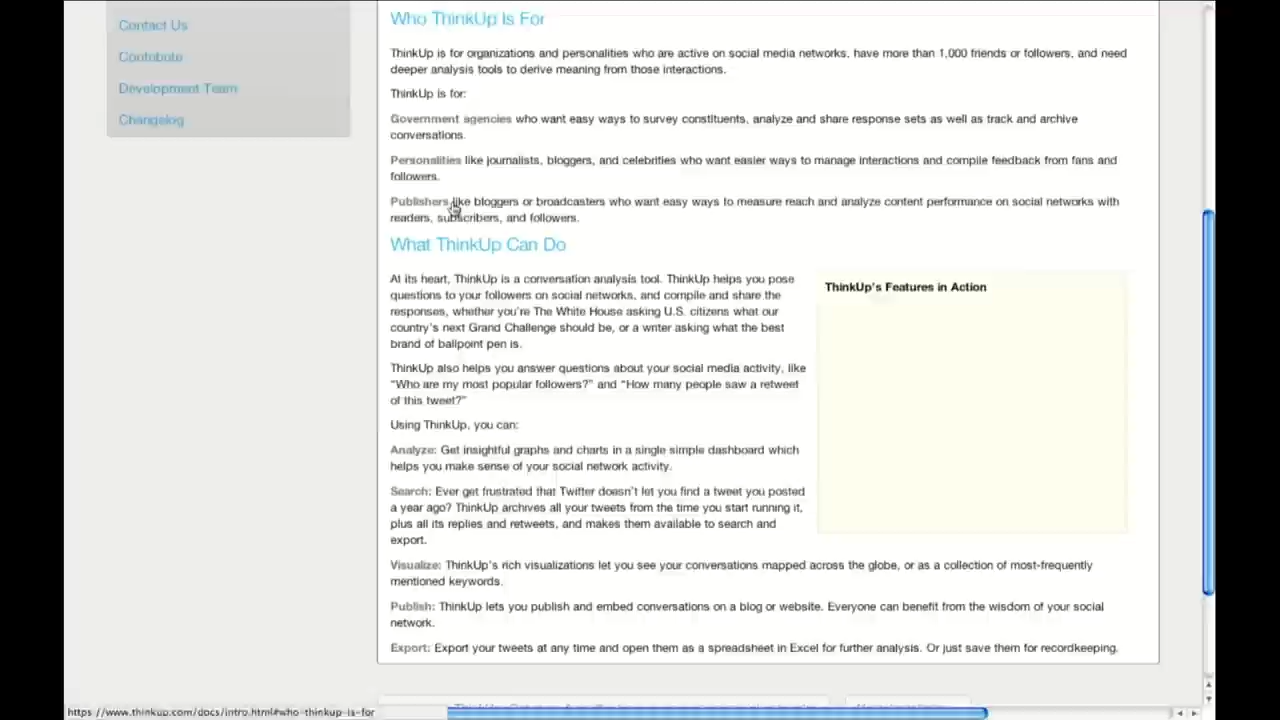 Contact Us
Contribute
Development Team
Changelog
Who ThinkUp Is For
ThinkUp is for organizations and personalities who are active on social media networks, have more than 1,000 friends or followers, and need
deeper analysis tools to derive meaning from those interactions.
ThinkUp is for:
Government agencies who want easy ways to survey constituents, analyze and share response sets as well as track and archive
conversations.
Personalities like journalists, bloggers, and celebrities who want easier ways to manage interactions and compile feedback from fans and
followers.
Publishers like bloggers or broadcasters who want easy ways to measure reach and analyze content performance on social networks with
readers, subscribers, and followers.
What ThinkUp Can Do
At its heart, ThinkUp is a conversation analysis tool. ThinkUp helps you pose
questions to your followers on social networks, and compile and share the
responses, whether you're The White House asking U.S. citizens what our
country's next Grand Challenge should be, or a writer asking what the best
brand of ballpoint pen is.
ThinkUp also helps you answer questions about your social media activity, like
“Who are my most popular followers?” and “How many people saw a retweet
of this tweet?”
Using ThinkUp, you can:
Analyze: Get insightful graphs and charts in a single simple dashboard which
helps you make sense of your social network activity.
Search: Ever get frustrated that Twitter doesn't let you find a tweet you posted
a year ago? ThinkUp archives all your tweets from the time you start running it,
plus all its replies and retweets, and makes them available to search and
export.
ThinkUp's Features in Action
Visualize: ThinkUp's rich visualizations let you see your conversations mapped across the globe, or as a collection of most-frequently
mentioned keywords.
Publish: ThinkUp lets you publish and embed conversations on a blog or website. Everyone can benefit from the wisdom of your social
network.
Export: Export your tweets at any time and open them as a spreadsheet in Excel for further analysis. Or just save them for recordkeeping.
https://www.thinkup.com/docs/intro.html#who-thinkup-is-for